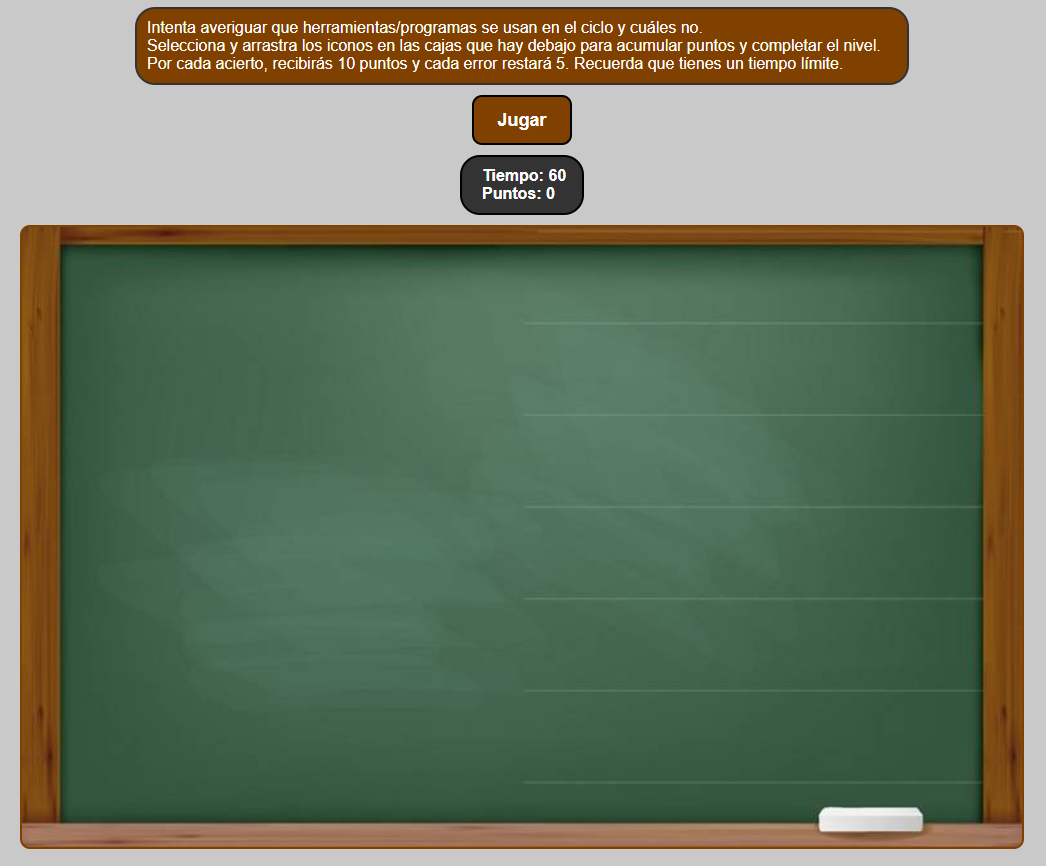 Intenta averiguar que herramientas/programas se usan en el ciclo y cuáles no.
Selecciona y arrastra los iconos en las cajas que hay debajo para acumular puntos y completar el nivel.
Por cada acierto, recibirás 10 puntos y cada error restará 5. Recuerda que tienes un tiempo límite.
Jugar
Tiempo: 60
Puntos: 0